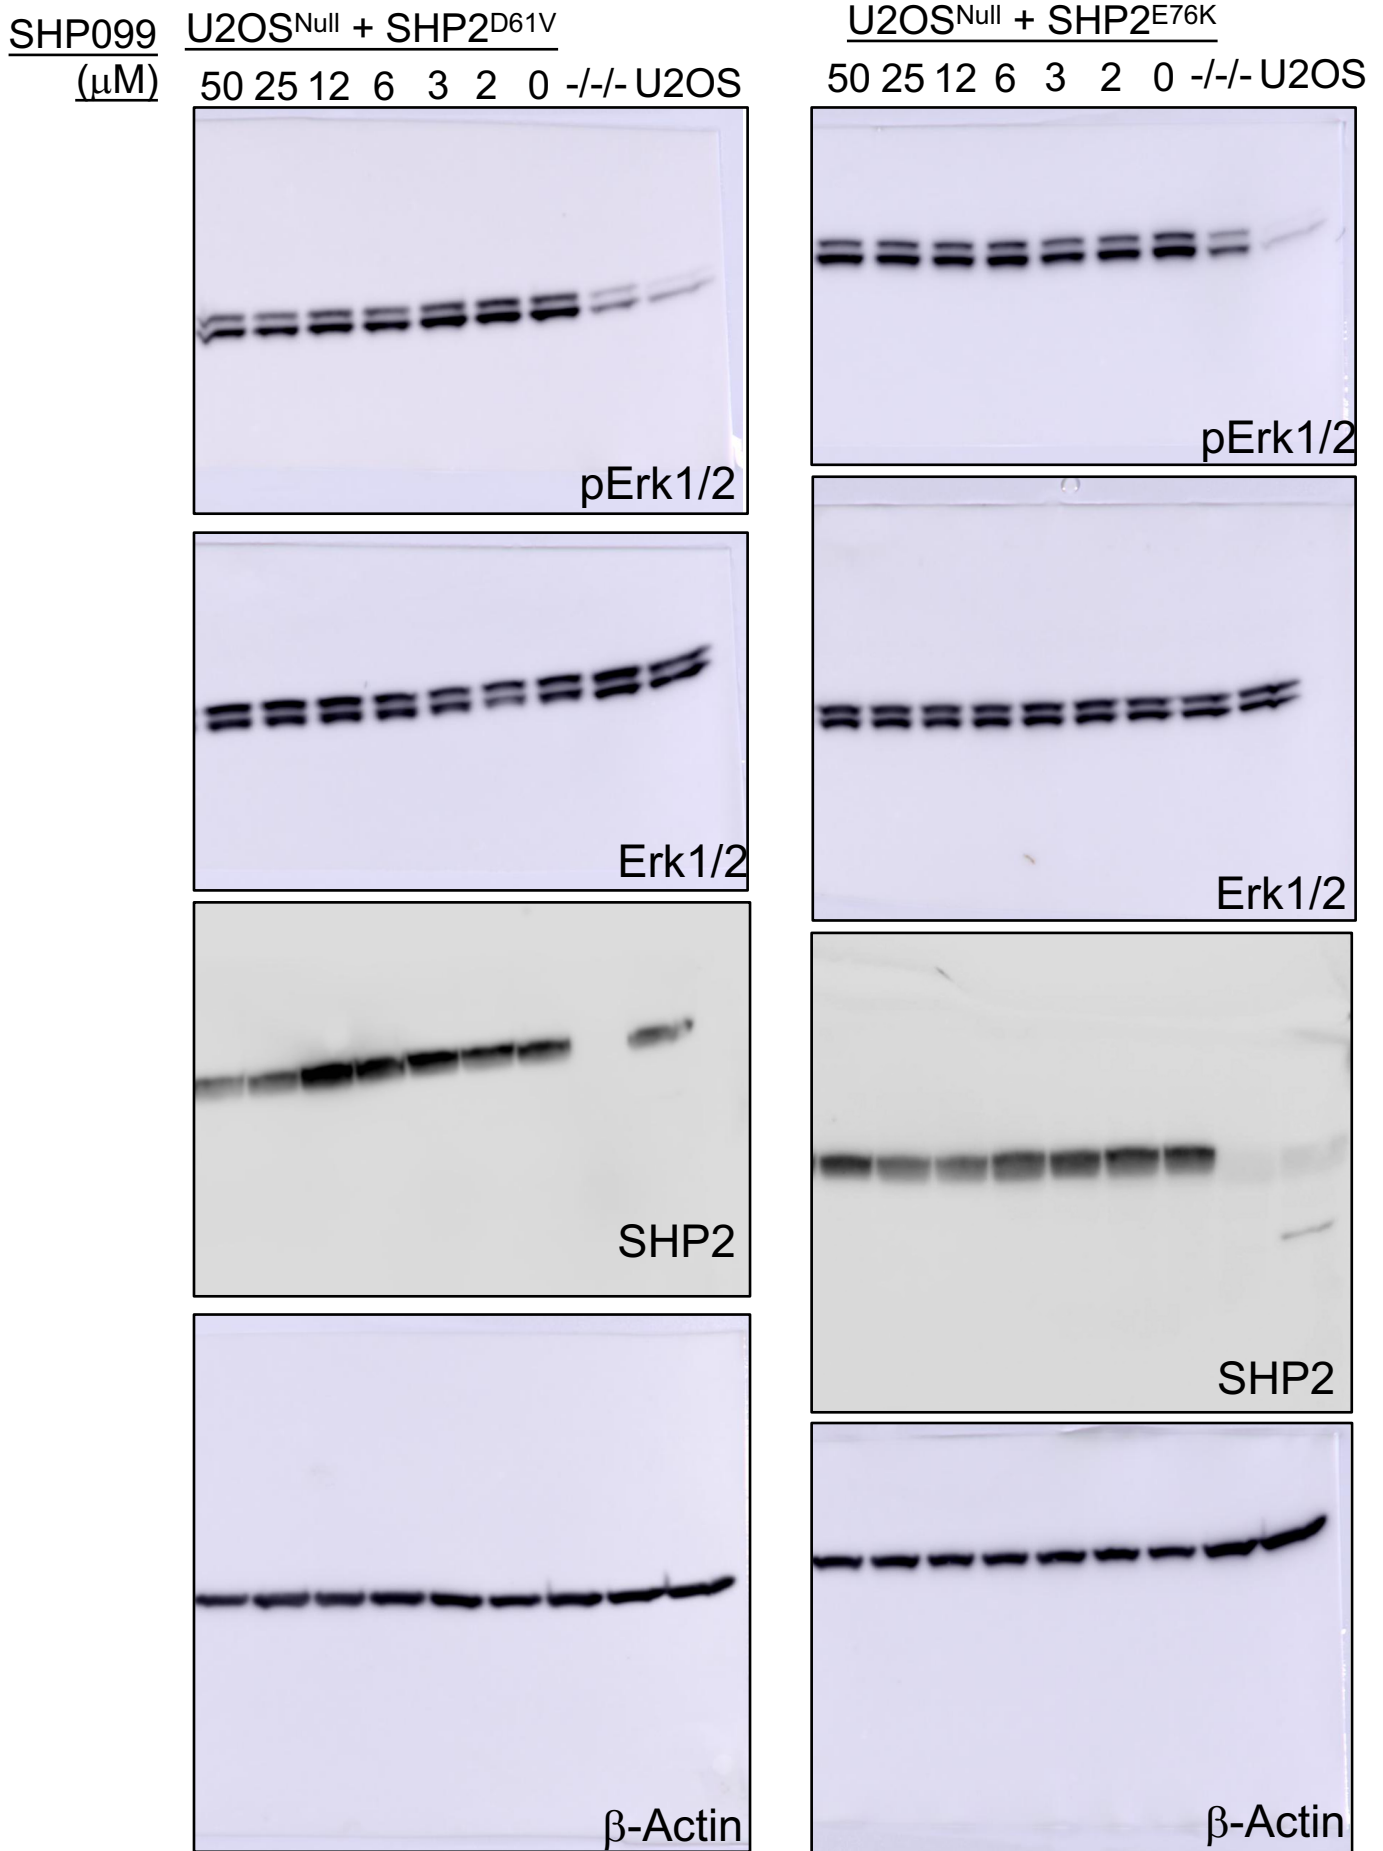 SHP099
(μM)
U2OSNull + SHP2D61V
50 25 12 6 3 2 0 -/-/- U2OS
pErk1/2
Erk1/2
SHP2
β-Actin
U2OSNull + SHP2E76K
50 25 12 6 3 2 0 -/-/- U2OS
pErk1/2
Erk1/2
SHP2
β-Actin